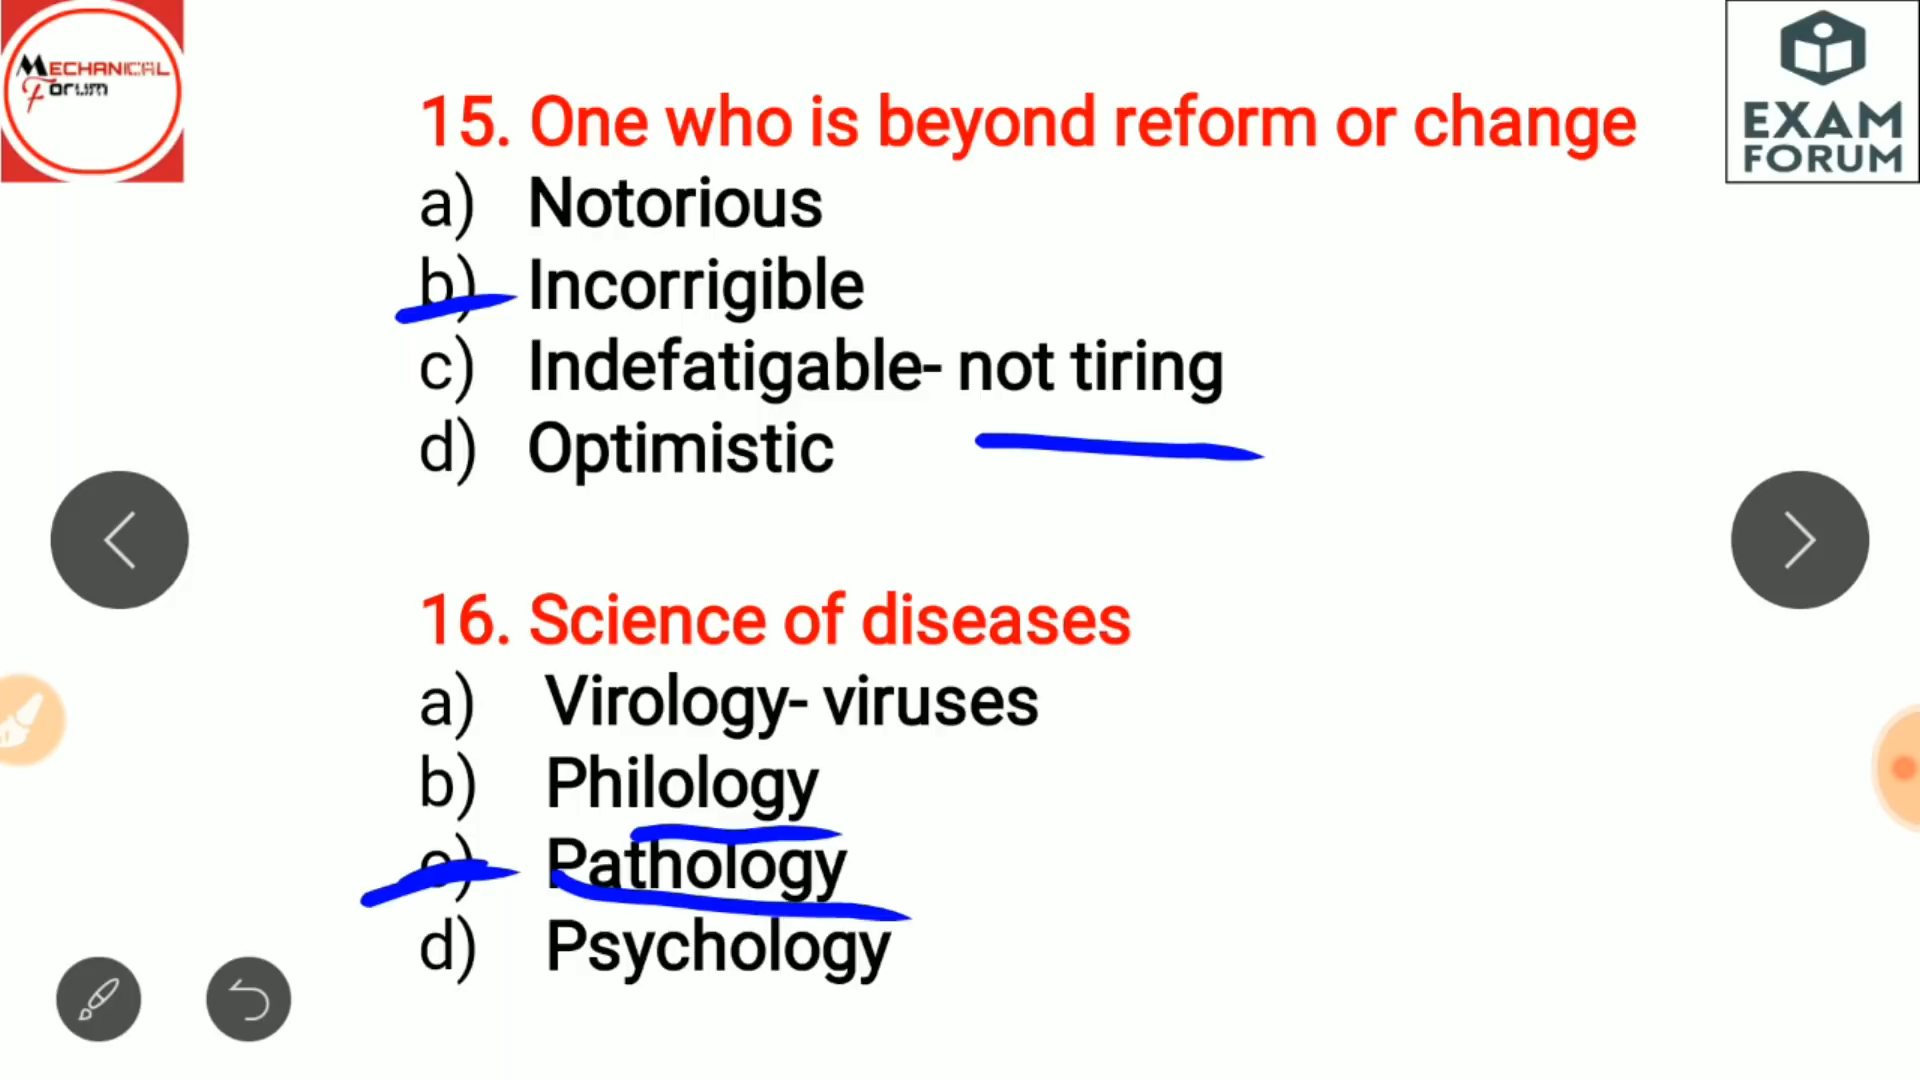 MECHANICAL
Forum
EXAM
FORUM
15. One who is beyond reform or change
a) Notorious
b) Incorrigible
c) Indefatigable- not tiring
d) Optimistic
16. Science of diseases
a) Virology- viruses
b) Philology
c) Pathology
d) Psychology